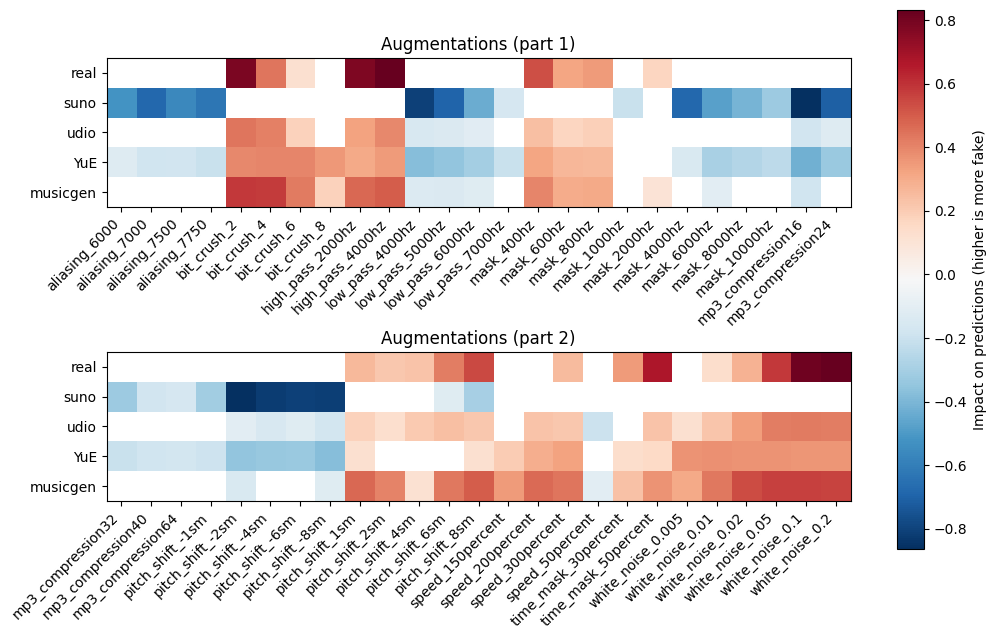 Augmentations (part 1)
real
suno
udio
YuE
musicgen
aliasing_6000
aliasing_7000
aliasing_7500
aliasing_7750
bit_crush_2
bit_crush_4
bit_crush_6
bit_crush_8
high_pass_2000hz
high_pass_4000hz
low_pass_4000hz
low_pass_5000hz
low_pass_6000hz
low_pass_7000hz
mask_400hz
mask_600hz
mask_800hz
mask_1000hz
mask_2000hz
mask_4000hz
mask_6000hz
mask_8000hz
mask_10000hz
mp3_compression16
mp3_compression24
Augmentations (part 2)
real
suno
udio
YuE
musicgen
mp3_compression32
mp3_compression40
mp3_compression64
pitch_shift_-1sm
pitch_shift_-2sm
pitch_shift_-4sm
pitch_shift_-6sm
pitch_shift_-8sm
pitch_shift_1sm
pitch_shift_2sm
pitch_shift_4sm
pitch_shift_6sm
pitch_shift_8sm
speed_150percent
speed_200percent
speed_300percent
speed_50percent
time_mask_30percent
time_mask_50percent
white_noise_0.005
white_noise_0.01
white_noise_0.02
white_noise_0.05
white_noise_0.1
white_noise_0.2
0.8
0.6
0.4
0.2
0.0
−0.2
−0.4
−0.6
−0.8
Impact on predictions (higher is more fake)